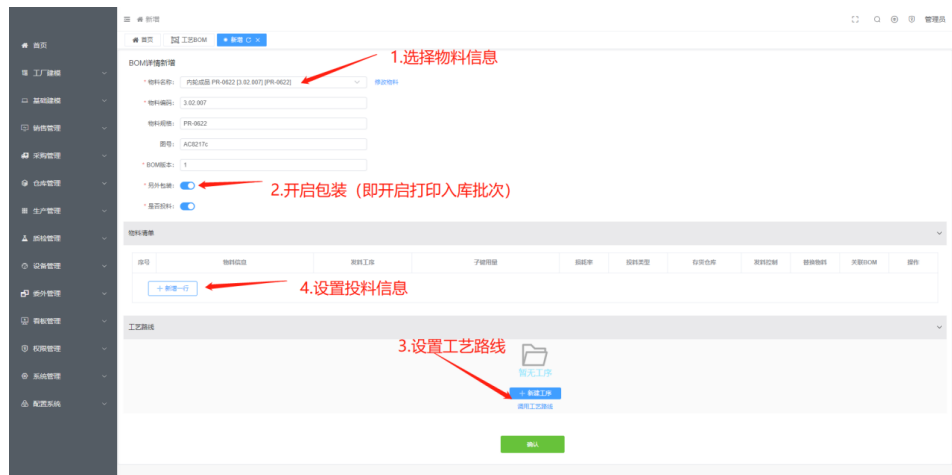 新增
管理员
首页
工艺BOM
新增
首页
工厂建模
基础建模
销售管理
采购管理
仓库管理
生产管理
质检管理
设备管理
委外管理
看板管理
权限管理
系统管理
配置系统
BOM详情新增
1.选择物料信息
* 物料名称: 内轮成品 PR-0622 [3.02.007] [PR-0622] 修改物料
* 物料编码: 3.02.007
物料规格: PR-0622
图号: AC8217c
* BOM版本: 1
* 另外包装:
2.开启包装（即开启打印入库批次）
* 是否投料:
物料清单
序号 物料信息 发料工序 子键用量 损耗率 投料类型 存货仓库 发料控制 替换物料 关联BOM 操作
+ 新增一行
4.设置投料信息
工艺路线
3.设置工艺路线
暂无工序
+ 新建工序
调用工艺路线
确认